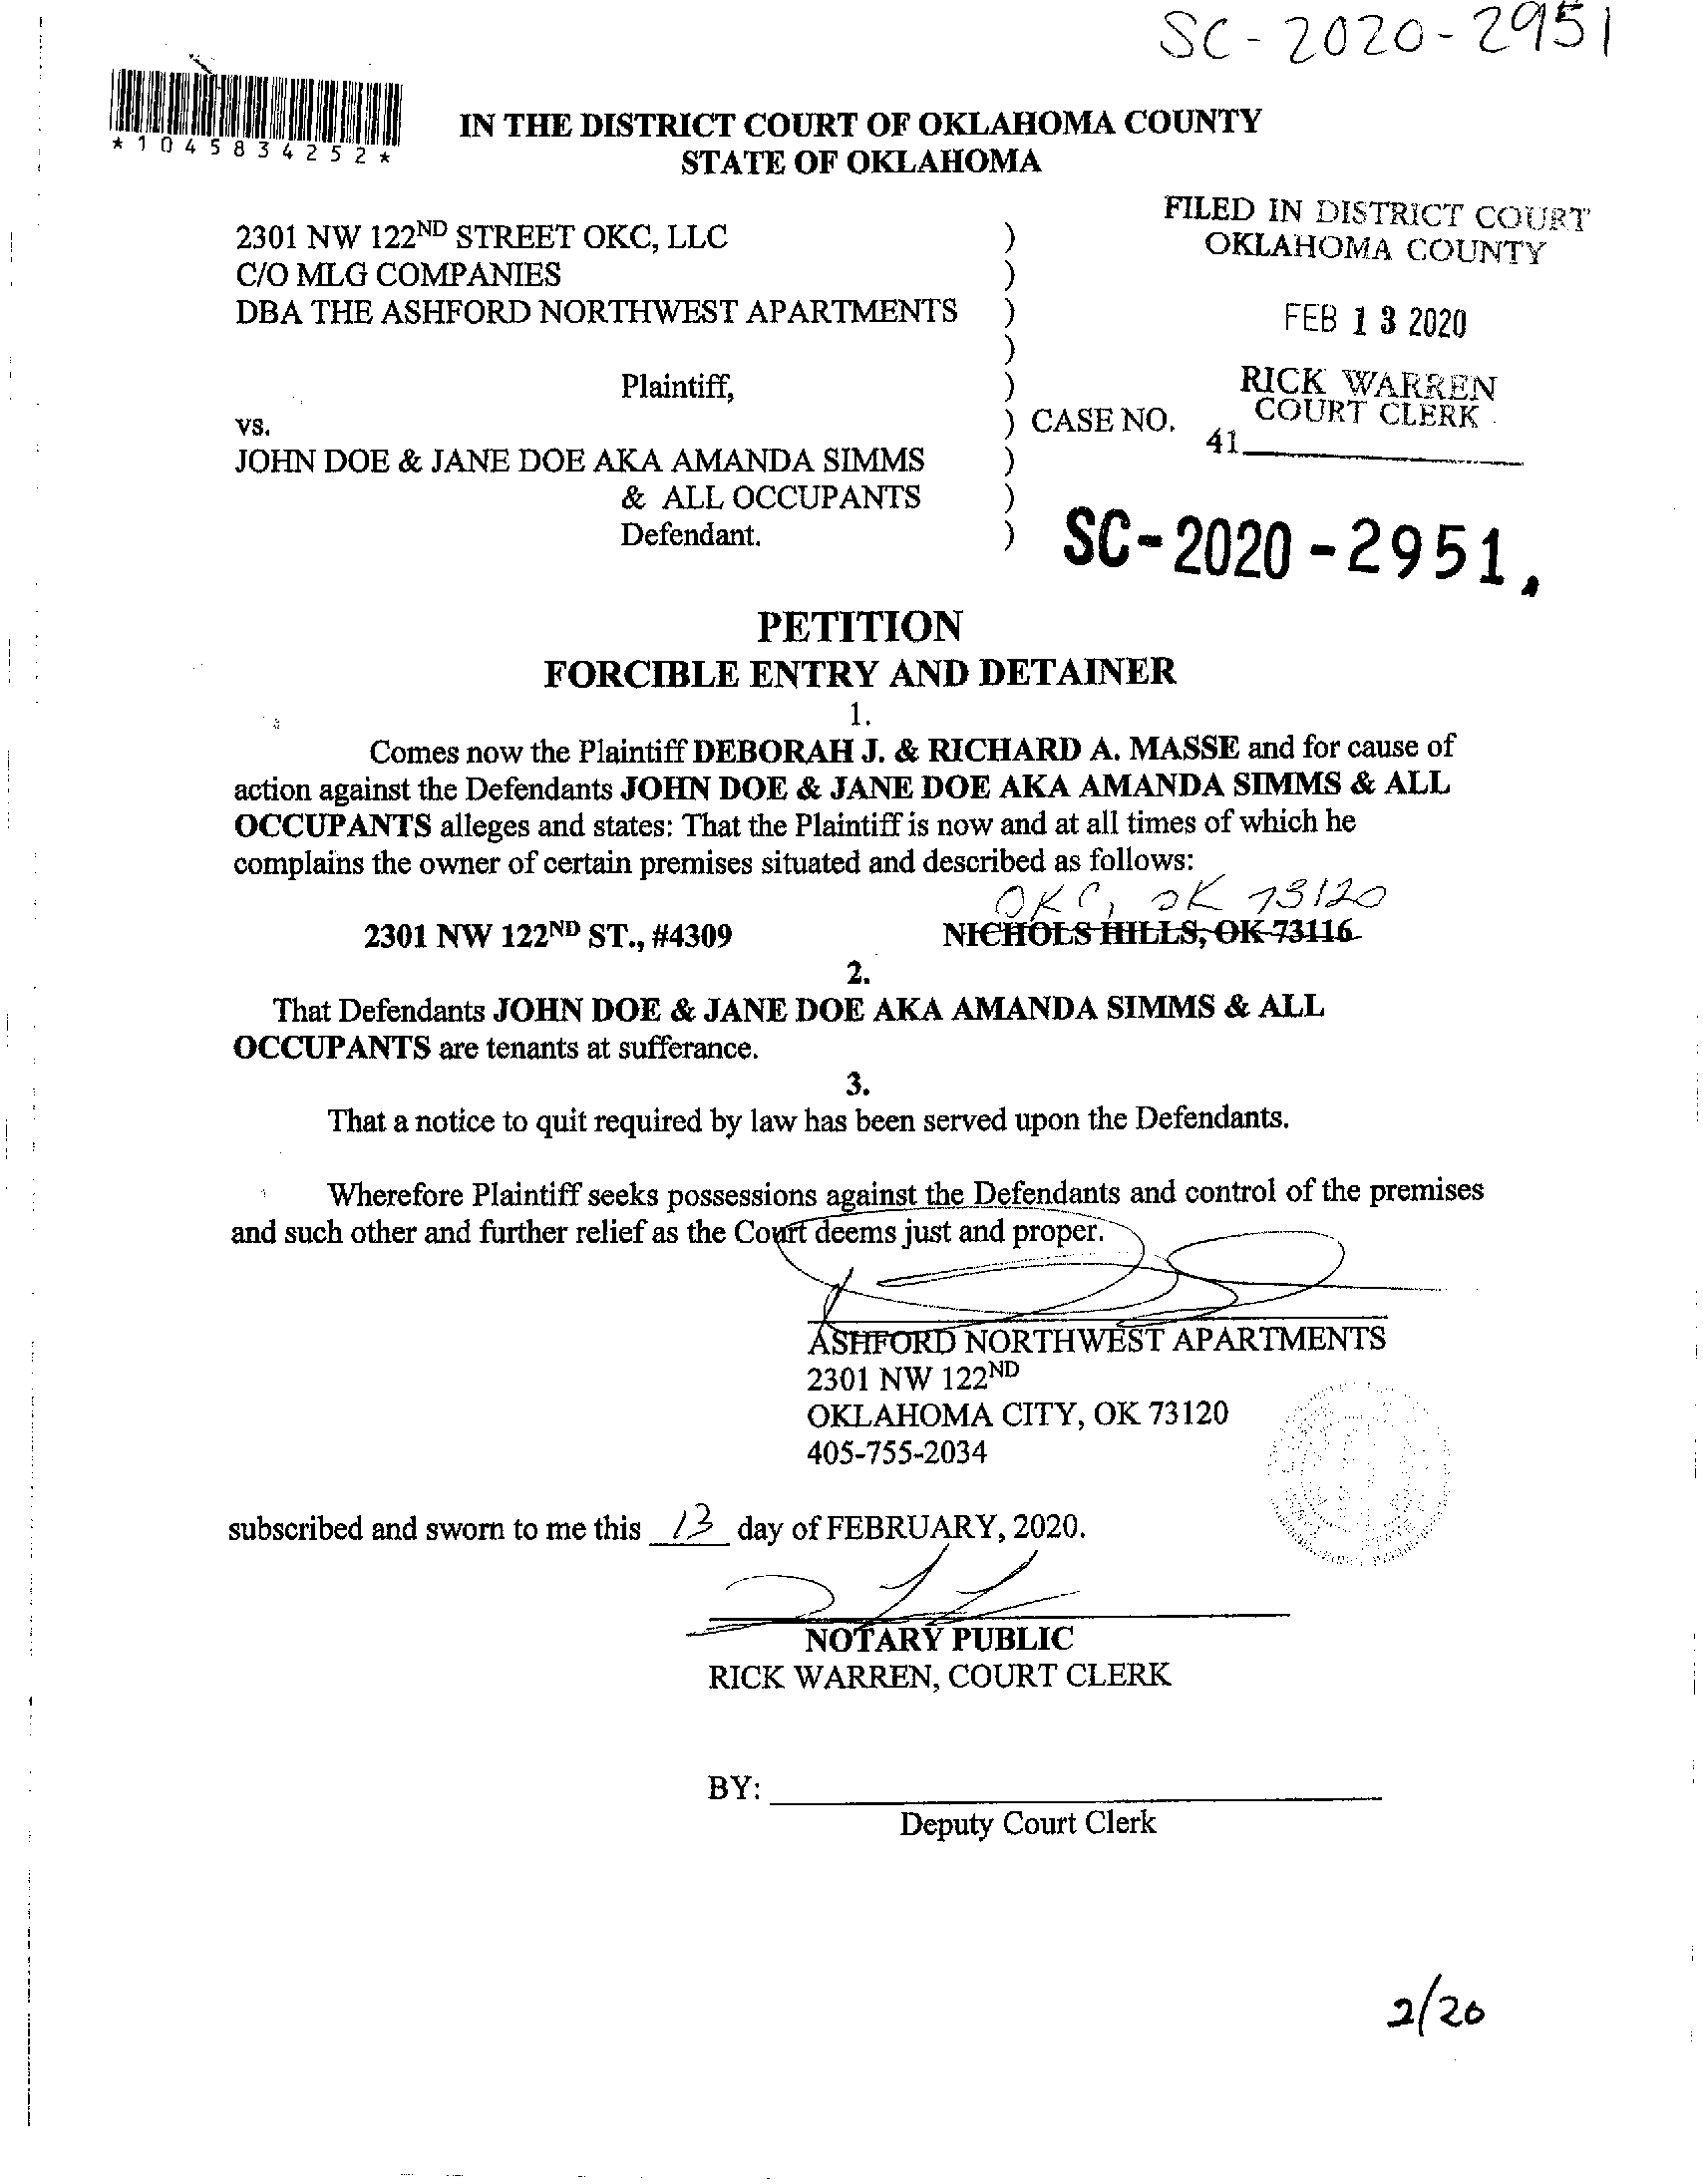 SC-2020-2951
*1045834252*
IN THE DISTRICT COURT OF OKLAHOMA COUNTY
STATE OF OKLAHOMA
FILED IN DISTRICT COURT
OKLAHOMA COUNTY
FEB 13 2020
RICK WARREN
COURT CLERK
41
2301 NW 122ND STREET OKC, LLC )
C/O MLG COMPANIES )
DBA THE ASHFORD NORTHWEST APARTMENTS )
)
Plaintiff, )
vs. ) CASE NO.
JOHN DOE & JANE DOE AKA AMANDA SIMMS )
& ALL OCCUPANTS )
Defendant. )
SC-2020-2951
PETITION
FORCIBLE ENTRY AND DETAINER
1.
Comes now the Plaintiff DEBORAH J. & RICHARD A. MASSE and for cause of
action against the Defendants JOHN DOE & JANE DOE AKA AMANDA SIMMS & ALL
OCCUPANTS alleges and states: That the Plaintiff is now and at all times of which he
complains the owner of certain premises situated and described as follows:
OKC, OK 73120
2301 NW 122ND ST., #4309 NICHOLS HILLS, OK 73116
2.
That Defendants JOHN DOE & JANE DOE AKA AMANDA SIMMS & ALL
OCCUPANTS are tenants at sufferance.
3.
That a notice to quit required by law has been served upon the Defendants.
Wherefore Plaintiff seeks possessions against the Defendants and control of the premises
and such other and further relief as the Court deems just and proper.
ASHFORD NORTHWEST APARTMENTS
2301 NW 122ND
OKLAHOMA CITY, OK 73120
405-755-2034
subscribed and sworn to me this 13 day of FEBRUARY, 2020.
NOTARY PUBLIC
RICK WARREN, COURT CLERK
BY:
Deputy Court Clerk
2/20